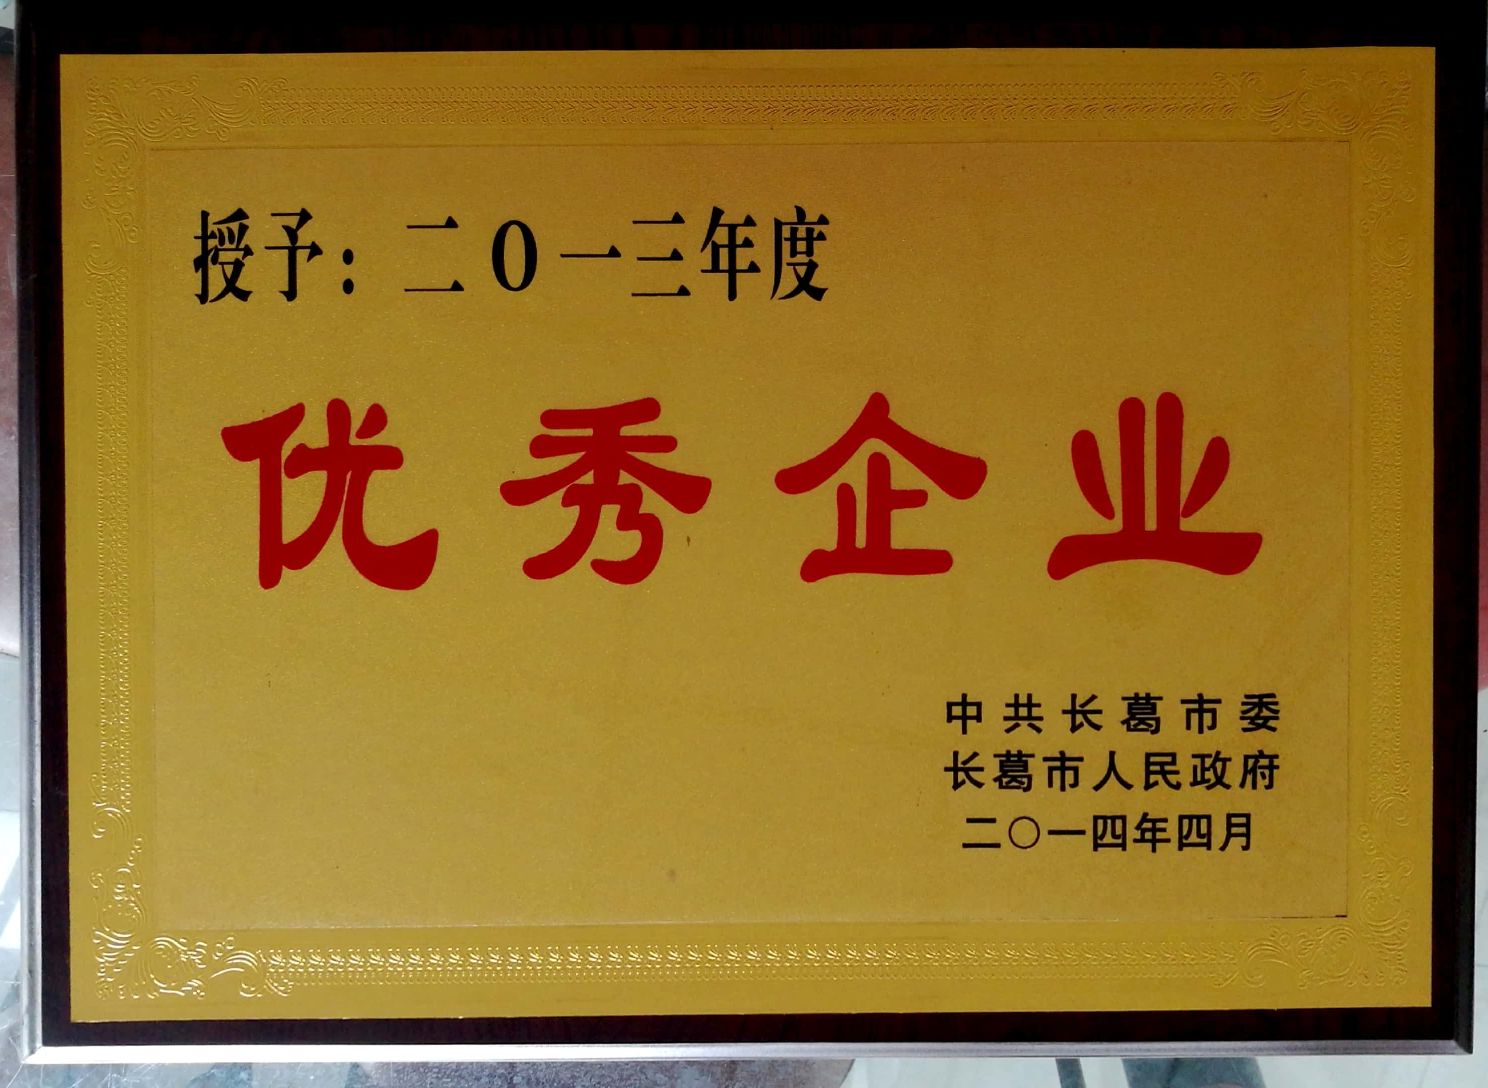 授予：二0一三年度
优秀企业
中共长葛市委
长葛市人民政府
二〇一四年四月